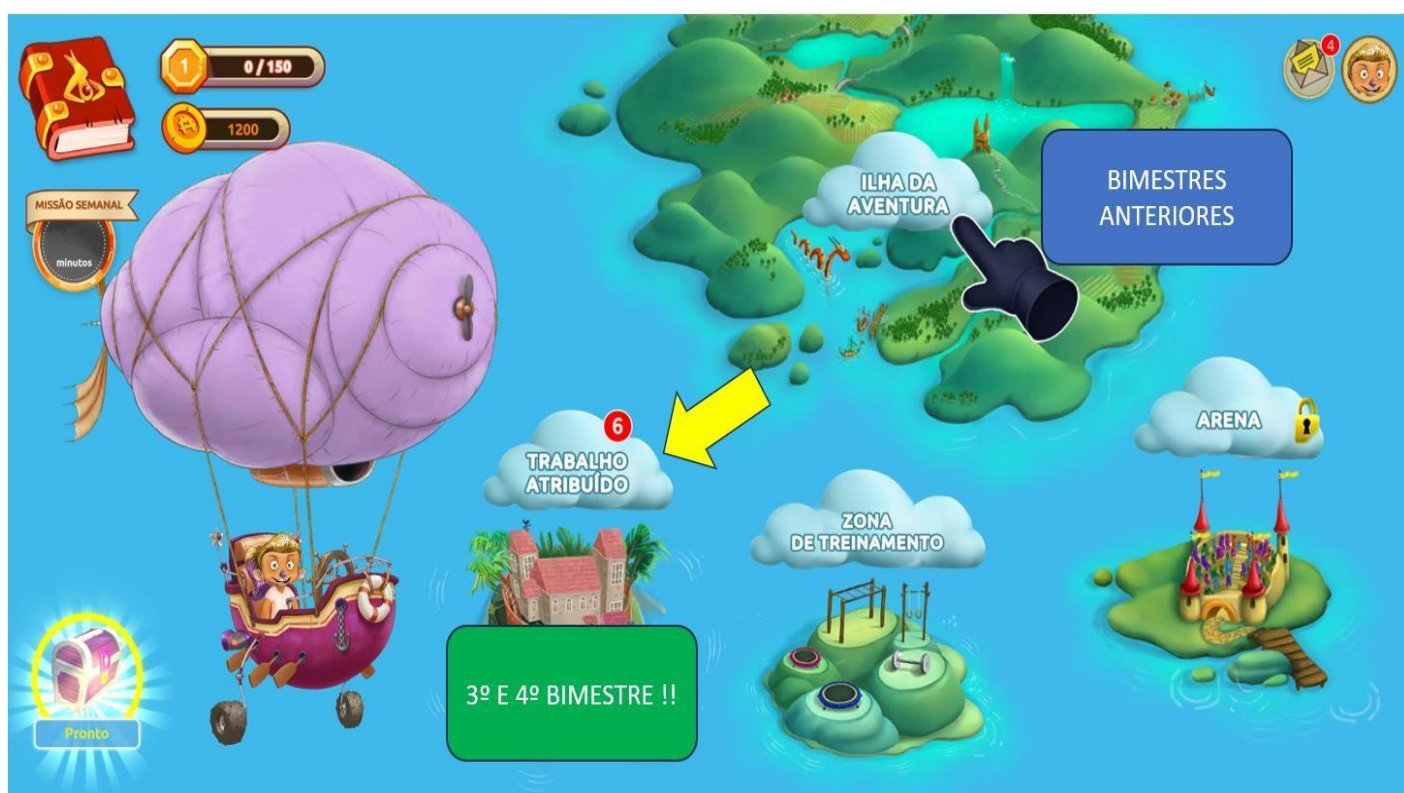 1
0 / 150
1200
4
MISSÃO SEMANAL
minutos
ILHA DA
AVENTURA
BIMESTRES
ANTERIORES
6
TRABALHO
ATRIBUÍDO
ARENA
ZONA
DE TREINAMENTO
3º E 4º BIMESTRE !!
Pronto